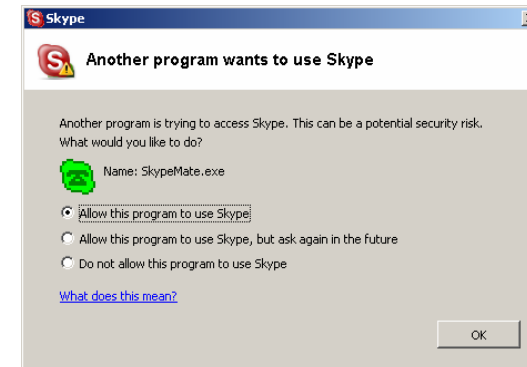 Skype
Another program wants to use Skype
Another program is trying to access Skype. This can be a potential security risk.
What would you like to do?
Name: SkypeMate.exe
Allow this program to use Skype
Allow this program to use Skype, but ask again in the future
Do not allow this program to use Skype
What does this mean?
OK